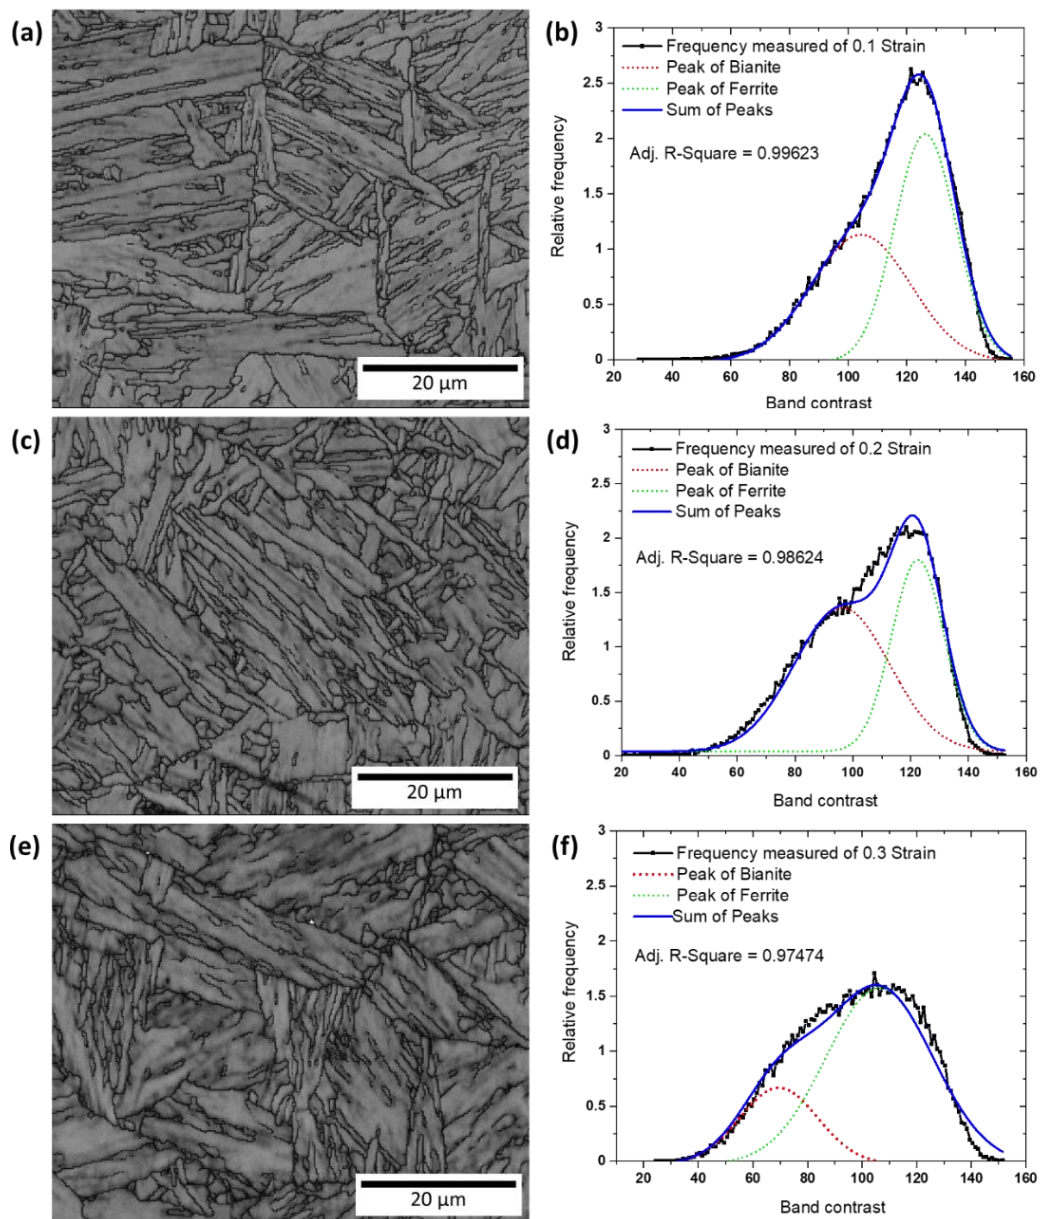 (a)
20 µm
(b)
3
2.5
2
1.5
1
0.5
0
Relative frequency
Frequency measured of 0.1 Strain
Peak of Bianite
Peak of Ferrite
Sum of Peaks
Adj. R-Square = 0.99623
20 40 60 80 100 120 140 160
Band contrast
(c)
20 µm
(d)
3
2.5
2
1.5
1
0.5
0
Relative frequency
Frequency measured of 0.2 Strain
Peak of Bianite
Peak of Ferrite
Sum of Peaks
Adj. R-Square = 0.98624
20 40 60 80 100 120 140 160
Band contrast
(e)
20 µm
(f)
3
2.5
2
1.5
1
0.5
0
Relative frequency
Frequency measured of 0.3 Strain
Peak of Bianite
Peak of Ferrite
Sum of Peaks
Adj. R-Square = 0.97474
20 40 60 80 100 120 140 160
Band contrast